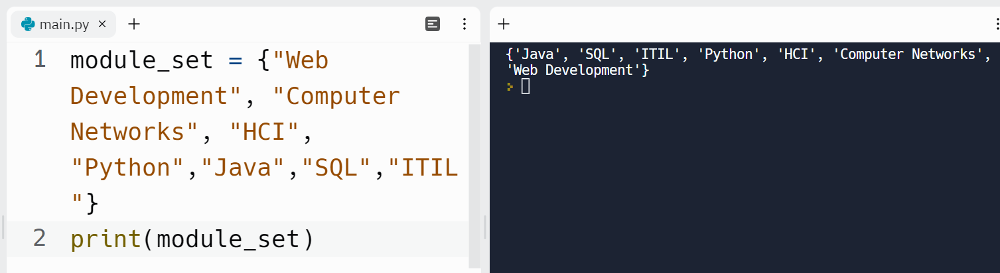 main.py × +
1 module_set = {"Web
Development", "Computer
Networks", "HCI",
"Python","Java","SQL","ITIL
"}
2 print(module_set)
+
{'Java', 'SQL', 'ITIL', 'Python', 'HCI', 'Computer Networks',
'Web Development'}